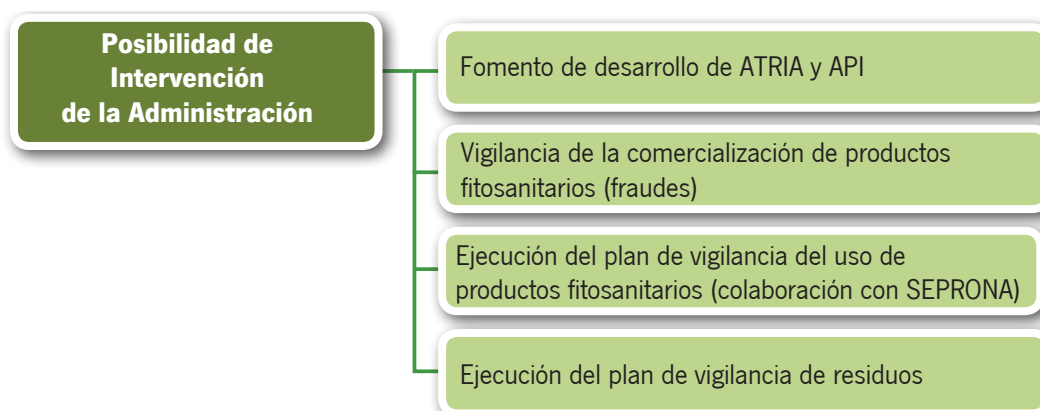 Posibilidad de
Intervención
de la Administración
Fomento de desarrollo de ATRIA y API
Vigilancia de la comercialización de productos
fitosanitarios (fraudes)
Ejecución del plan de vigilancia del uso de
productos fitosanitarios (colaboración con SEPRONA)
Ejecución del plan de vigilancia de residuos